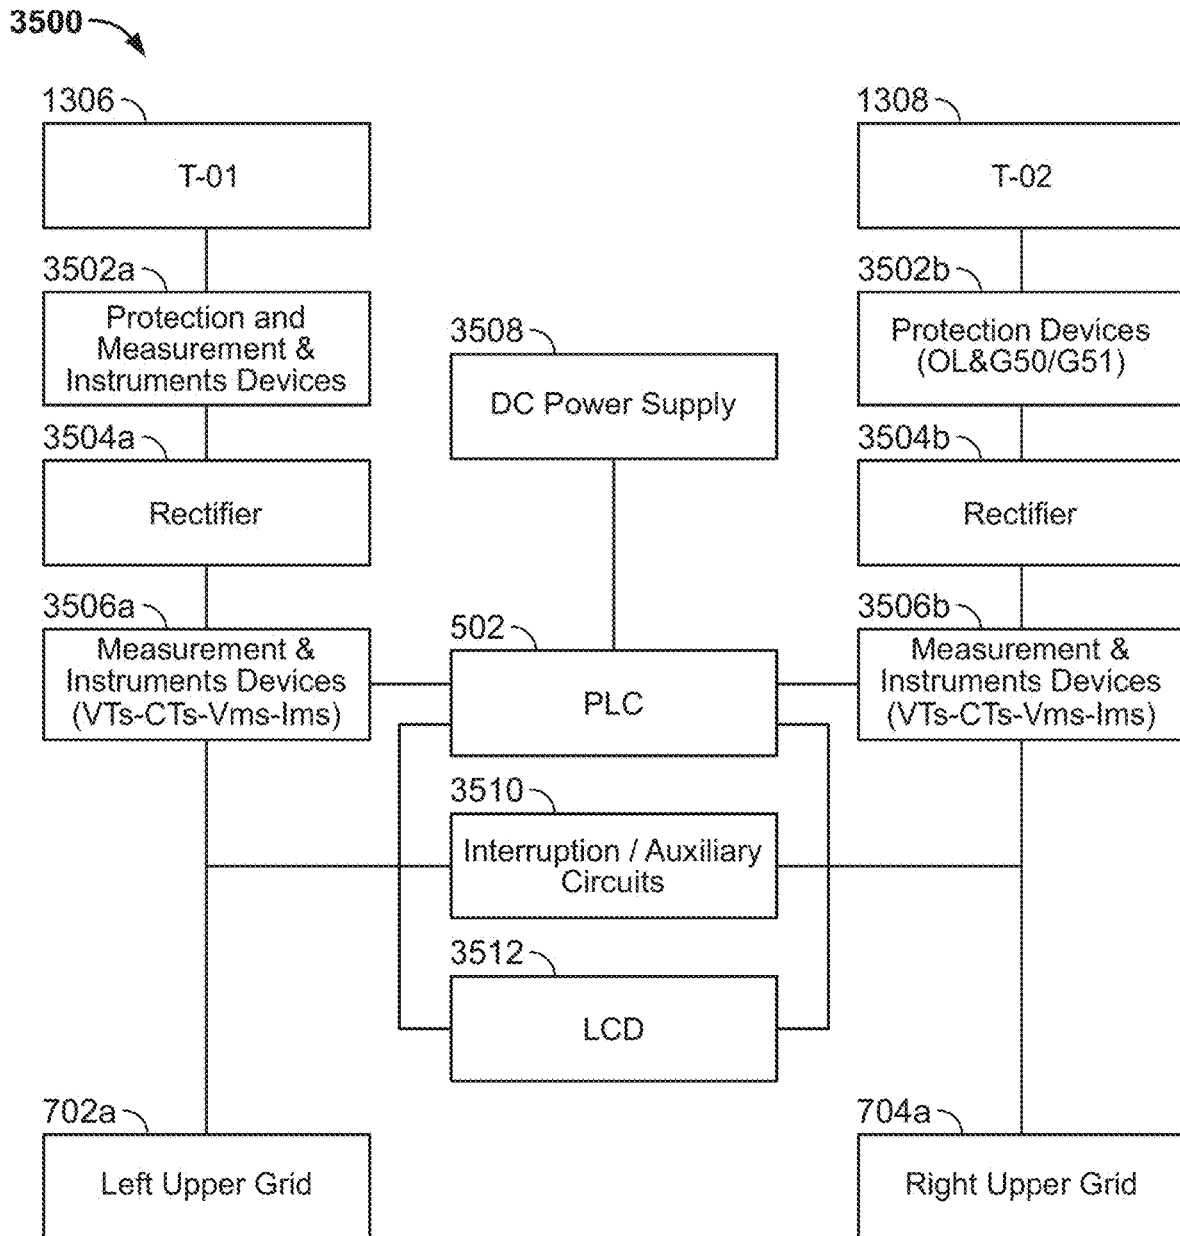 3500
1306
T-01
1308
T-02
3502a
Protection and
Measurement &
Instruments Devices
3502b
Protection Devices
(OL&G50/G51)
3508
DC Power Supply
3504a
Rectifier
3504b
Rectifier
3506a
Measurement &
Instruments Devices
(VTs-CTs-Vms-Ims)
502
PLC
3506b
Measurement &
Instruments Devices
(VTs-CTs-Vms-Ims)
3510
Interruption / Auxiliary
Circuits
3512
LCD
702a
Left Upper Grid
704a
Right Upper Grid